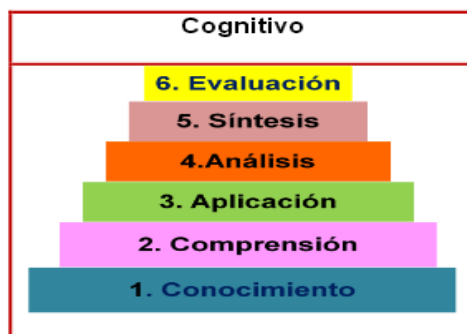 Cognitivo
6. Evaluación
5. Síntesis
4.Análisis
3. Aplicación
2. Comprensión
1. Conocimiento